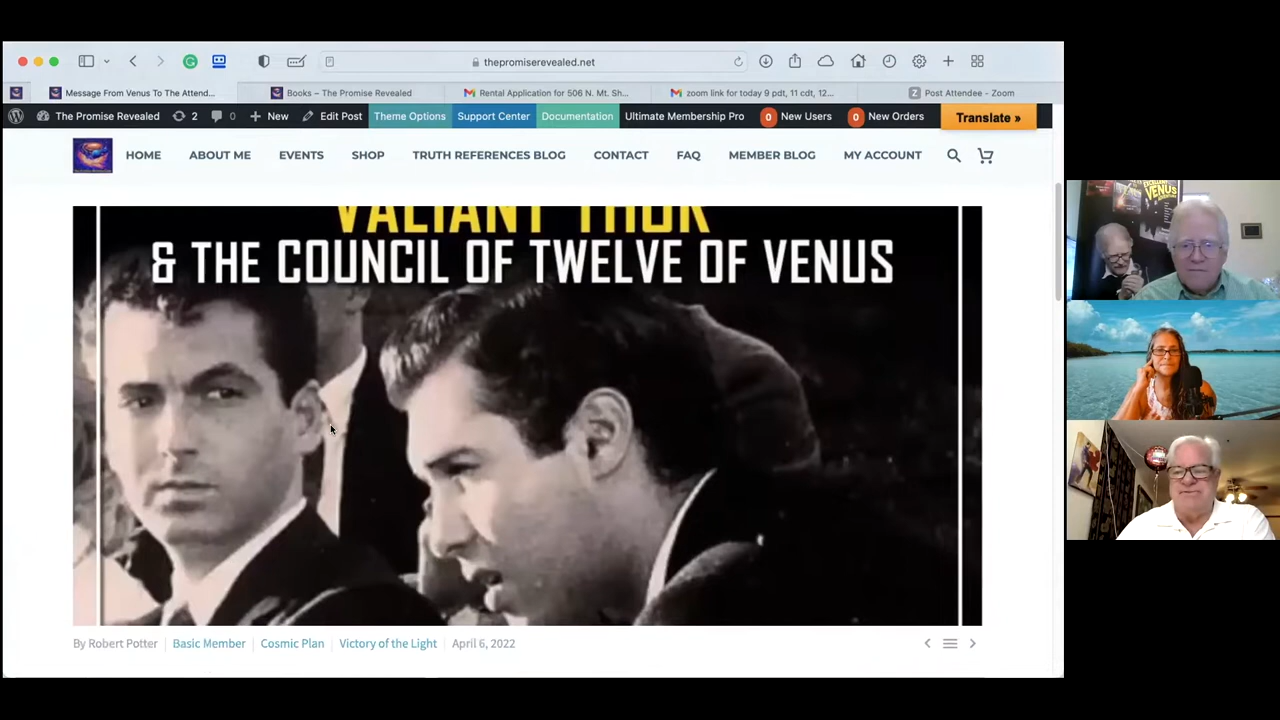 thepromiserevealed.net
Message From Venus To The Attend...
Books – The Promise Revealed
Rental Application for 506 N. Mt. Sh...
zoom link for today 9 pdt, 11 cdt, 12...
Post Attendee - Zoom
The Promise Revealed 2 0 New Edit Post Theme Options Support Center Documentation Ultimate Membership Pro 0 New Users 0 New Orders Translate »
HOME ABOUT ME EVENTS SHOP TRUTH REFERENCES BLOG CONTACT FAQ MEMBER BLOG MY ACCOUNT
VALIANT THOR
& THE COUNCIL OF TWELVE OF VENUS
By Robert Potter Basic Member Cosmic Plan Victory of the Light April 6, 2022
VENUS